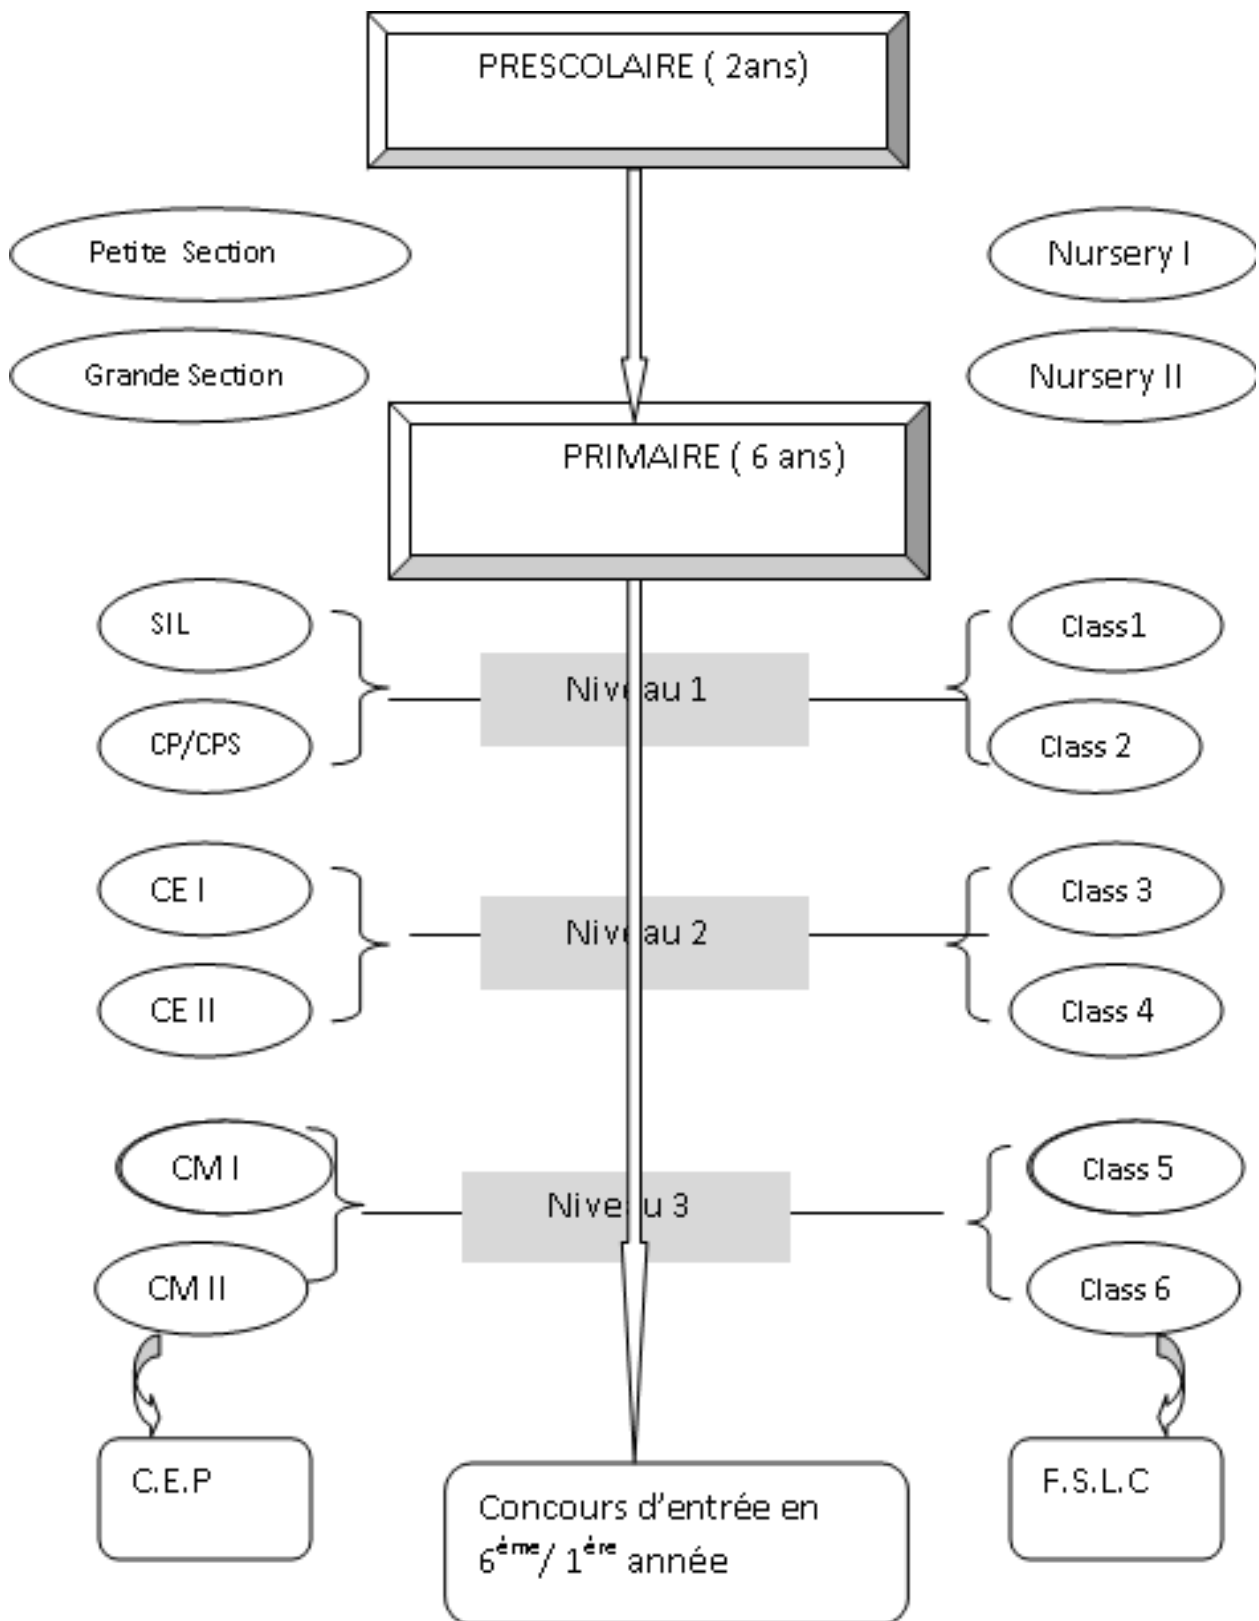 PRESCOLAIRE ( 2ans)
Petite Section
Nursery I
Grande Section
Nursery II
PRIMAIRE ( 6 ans)
SIL
Class1
Niveau 1
CP/CPS
Class 2
CE I
Class 3
Niveau 2
CE II
Class 4
CM I
Class 5
Niveau 3
CM II
Class 6
C.E.P
F.S.L.C
Concours d'entrée en
6ème/ 1ère année